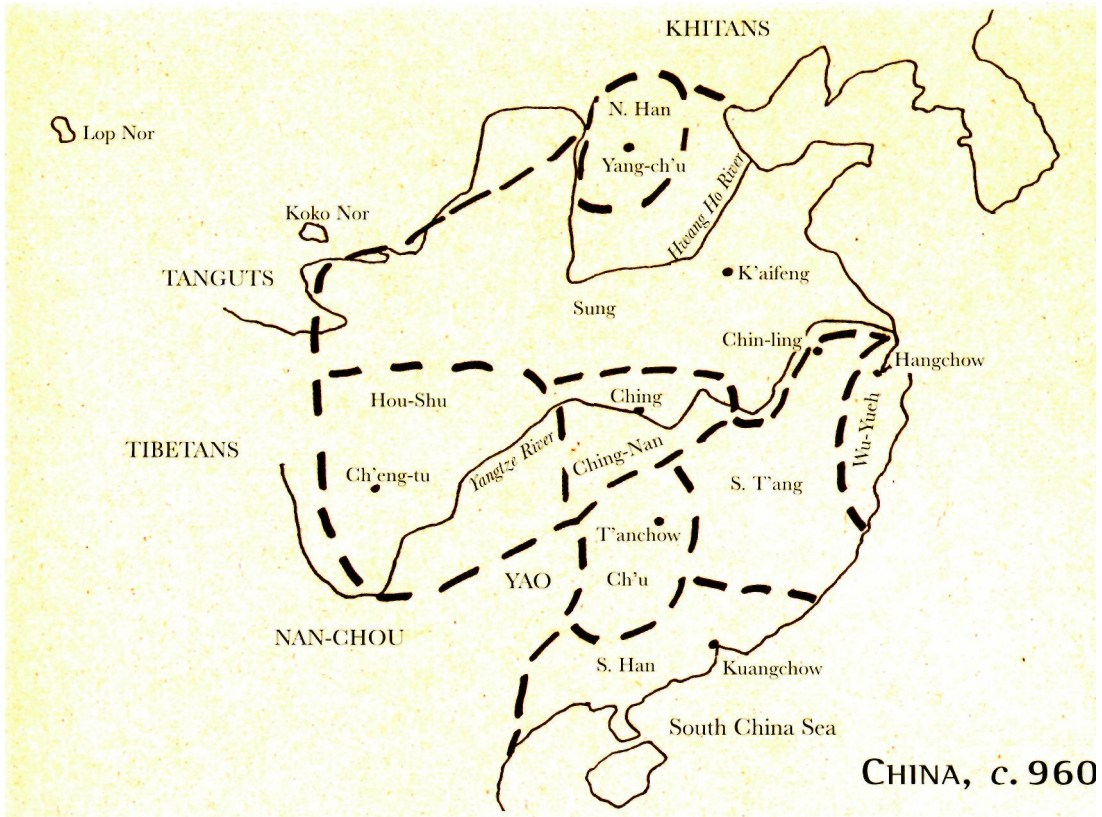 KHITANS
N. Han
Lop Nor
Yang-ch'u
Koko Nor
Hwang Ho River
TANGUTS
K'aifeng
Sung
Chin-ling
Hangchow
Hou-Shu
Ching
Wu-Yueh
TIBETANS
Yangtze River
Ching-Nan
Ch'eng-tu
S. T'ang
T'anchow
YAO
Ch'u
NAN-CHOU
S. Han
Kuangchow
South China Sea
CHINA, c. 960